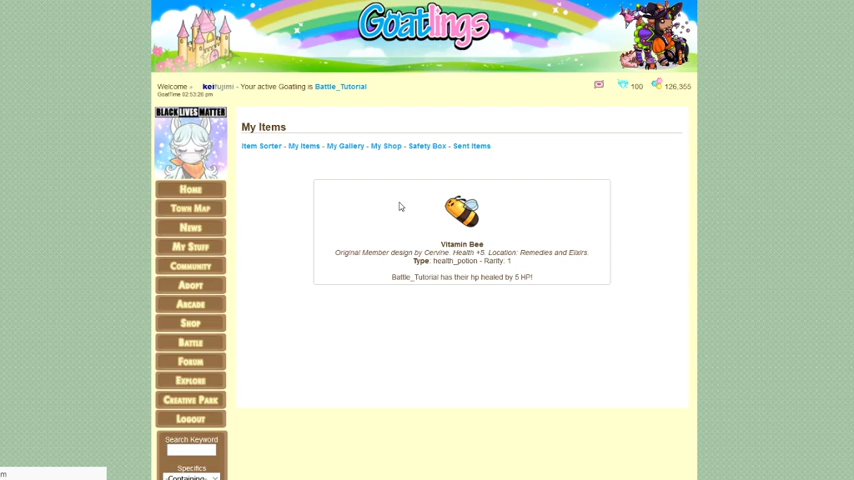 Goatlings
Welcome » koifujimi - Your active Goatling is Battle_Tutorial
100
126,355
GoatTime 02:53:26 pm
BLACK LIVES MATTER
My Items
Item Sorter - My Items - My Gallery - My Shop - Safety Box - Sent Items
Vitamin Bee
Original Member design by Cervine. Health +5. Location: Remedies and Elixirs.
Type: health_potion - Rarity: 1
Battle_Tutorial has their hp healed by 5 HP!
Home
Town Map
News
My Stuff
Community
Adopt
Arcade
Shop
Battle
Forum
Explore
Creative Park
Logout
Search Keyword
Specifics
-Containing-